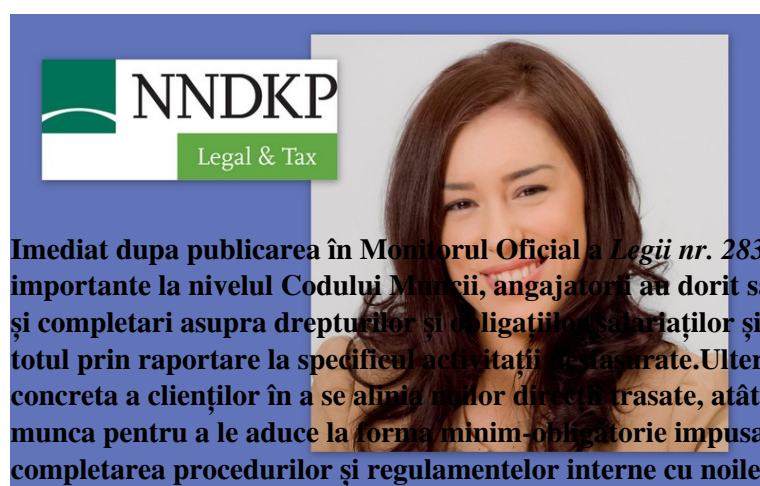 NNDKP
Legal & Tax
Imediat dupa publicarea în Monitorul Oficial a Legii nr. 283
importante la nivelul Codului Muncii, angajatorii au dorit sa
și completari asupra drepturilor și obligațiilor salariaților și
totul prin raportare la specificul activitații desfașurate.Ulter
concreta a clienților în a se alinia noilor direcții trasate, atât
munca pentru a le aduce la forma minim-obligatorie impusa
completarea procedurilor și regulamentelor interne cu noile